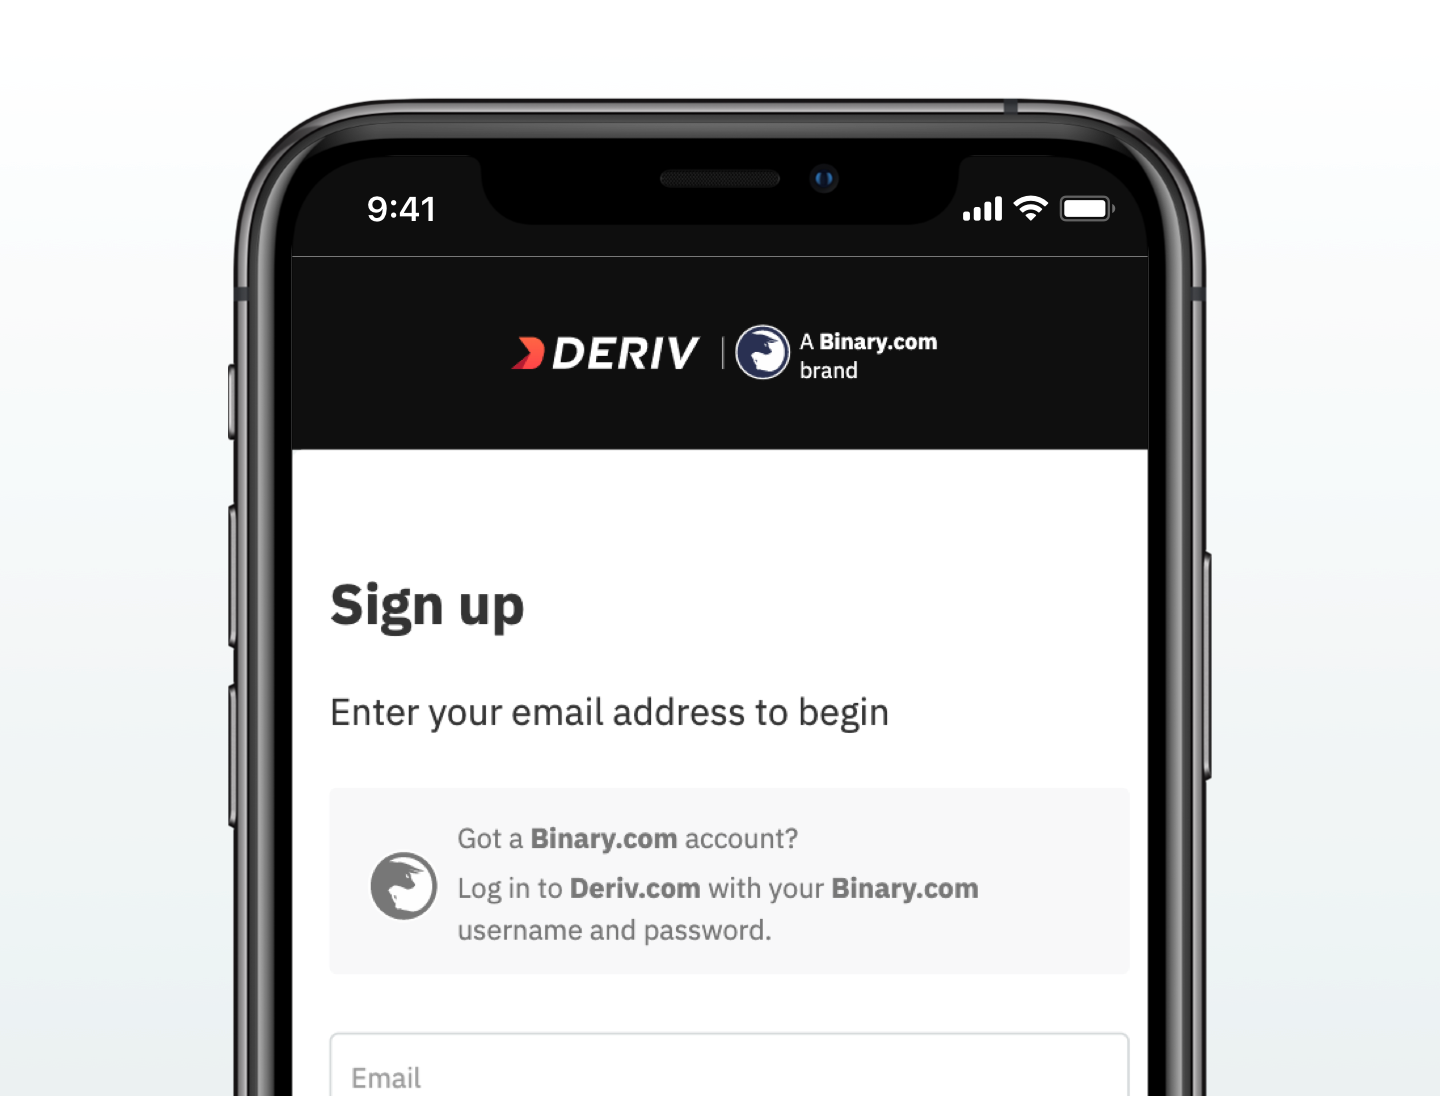 9:41
DERIV
A Binary.com
brand
Sign up
Enter your email address to begin
Got a Binary.com account?
Log in to Deriv.com with your Binary.com
username and password.
Email